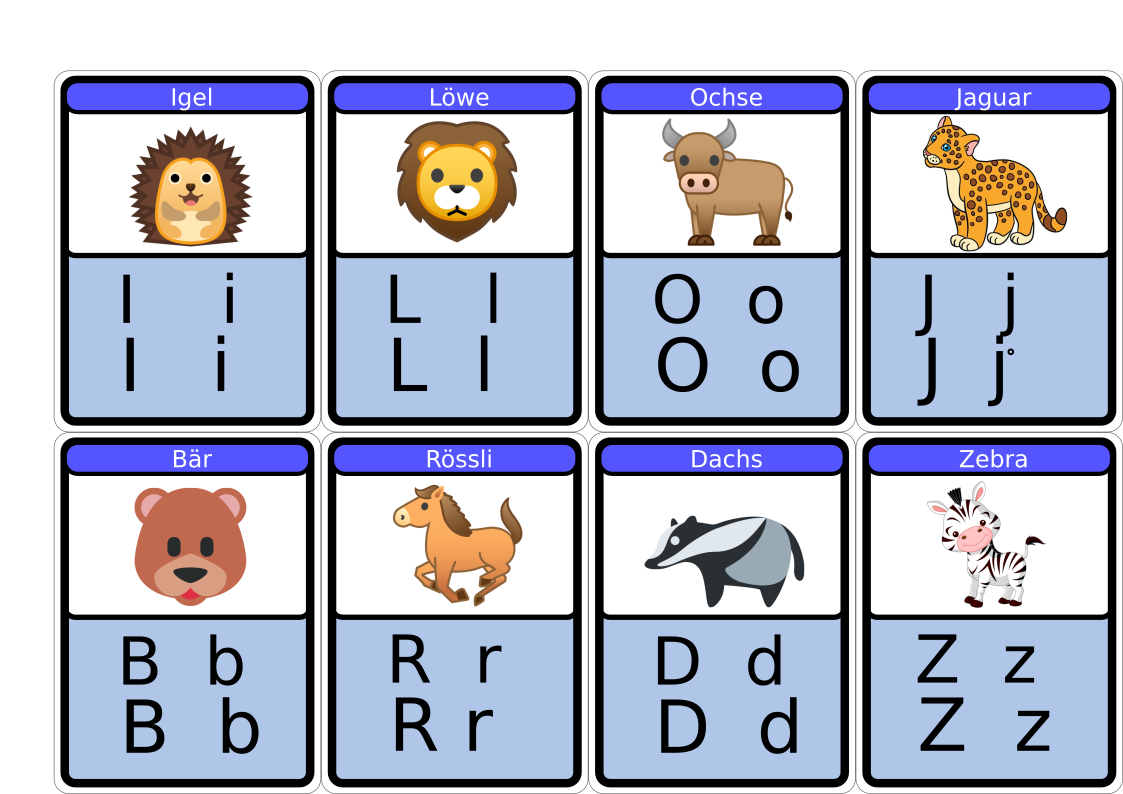 Igel
I i
I i
Löwe
L l
L l
Ochse
O o
O o
Jaguar
J j
J j°
Bär
B b
B b
Rössli
R r
R r
Dachs
D d
D d
Zebra
Z z
Z z